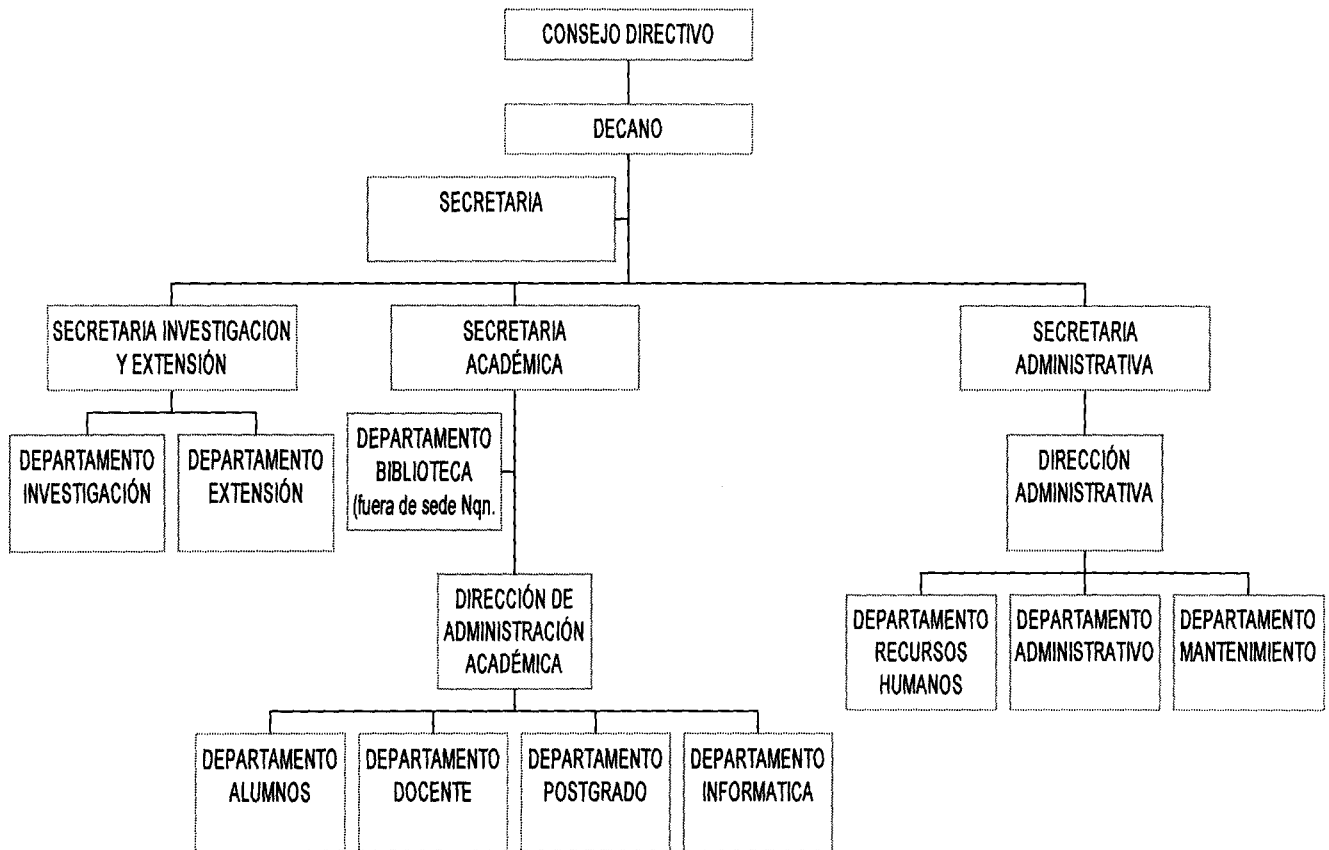 CONSEJO DIRECTIVO
DECANO
SECRETARIA
SECRETARIA INVESTIGACION
Y EXTENSIÓN
SECRETARIA
ACADÉMICA
SECRETARIA
ADMINISTRATIVA
DEPARTAMENTO
INVESTIGACIÓN
DEPARTAMENTO
EXTENSIÓN
DEPARTAMENTO
BIBLIOTECA
(fuera de sede Nqn.
DIRECCIÓN
ADMINISTRATIVA
DIRECCIÓN DE
ADMINISTRACIÓN
ACADÉMICA
DEPARTAMENTO
RECURSOS
HUMANOS
DEPARTAMENTO
ADMINISTRATIVO
DEPARTAMENTO
MANTENIMIENTO
DEPARTAMENTO
ALUMNOS
DEPARTAMENTO
DOCENTE
DEPARTAMENTO
POSTGRADO
DEPARTAMENTO
INFORMATICA